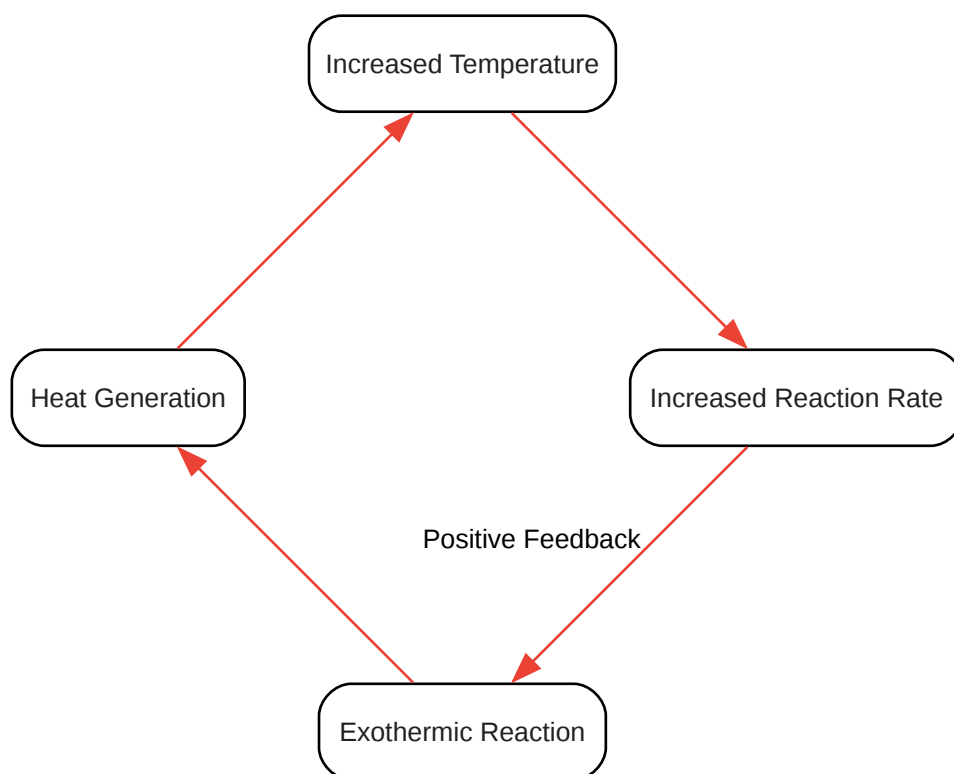 Increased Temperature
Heat Generation
Increased Reaction Rate
Positive Feedback
Exothermic Reaction